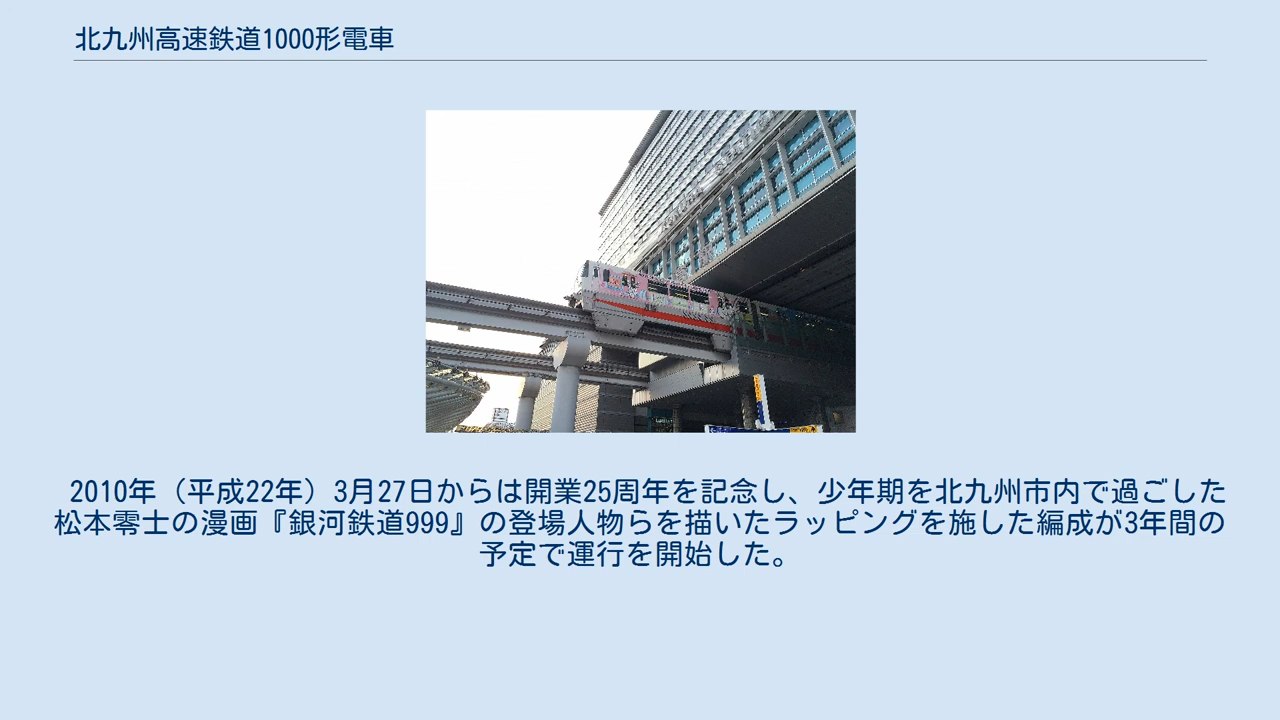 北九州高速鉄道1000形電車
2010年（平成22年）3月27日からは開業25周年を記念し、少年期を北九州市内で過ごした
松本零士の漫画『銀河鉄道999』の登場人物らを描いたラッピングを施した編成が3年間の
予定で運行を開始した。